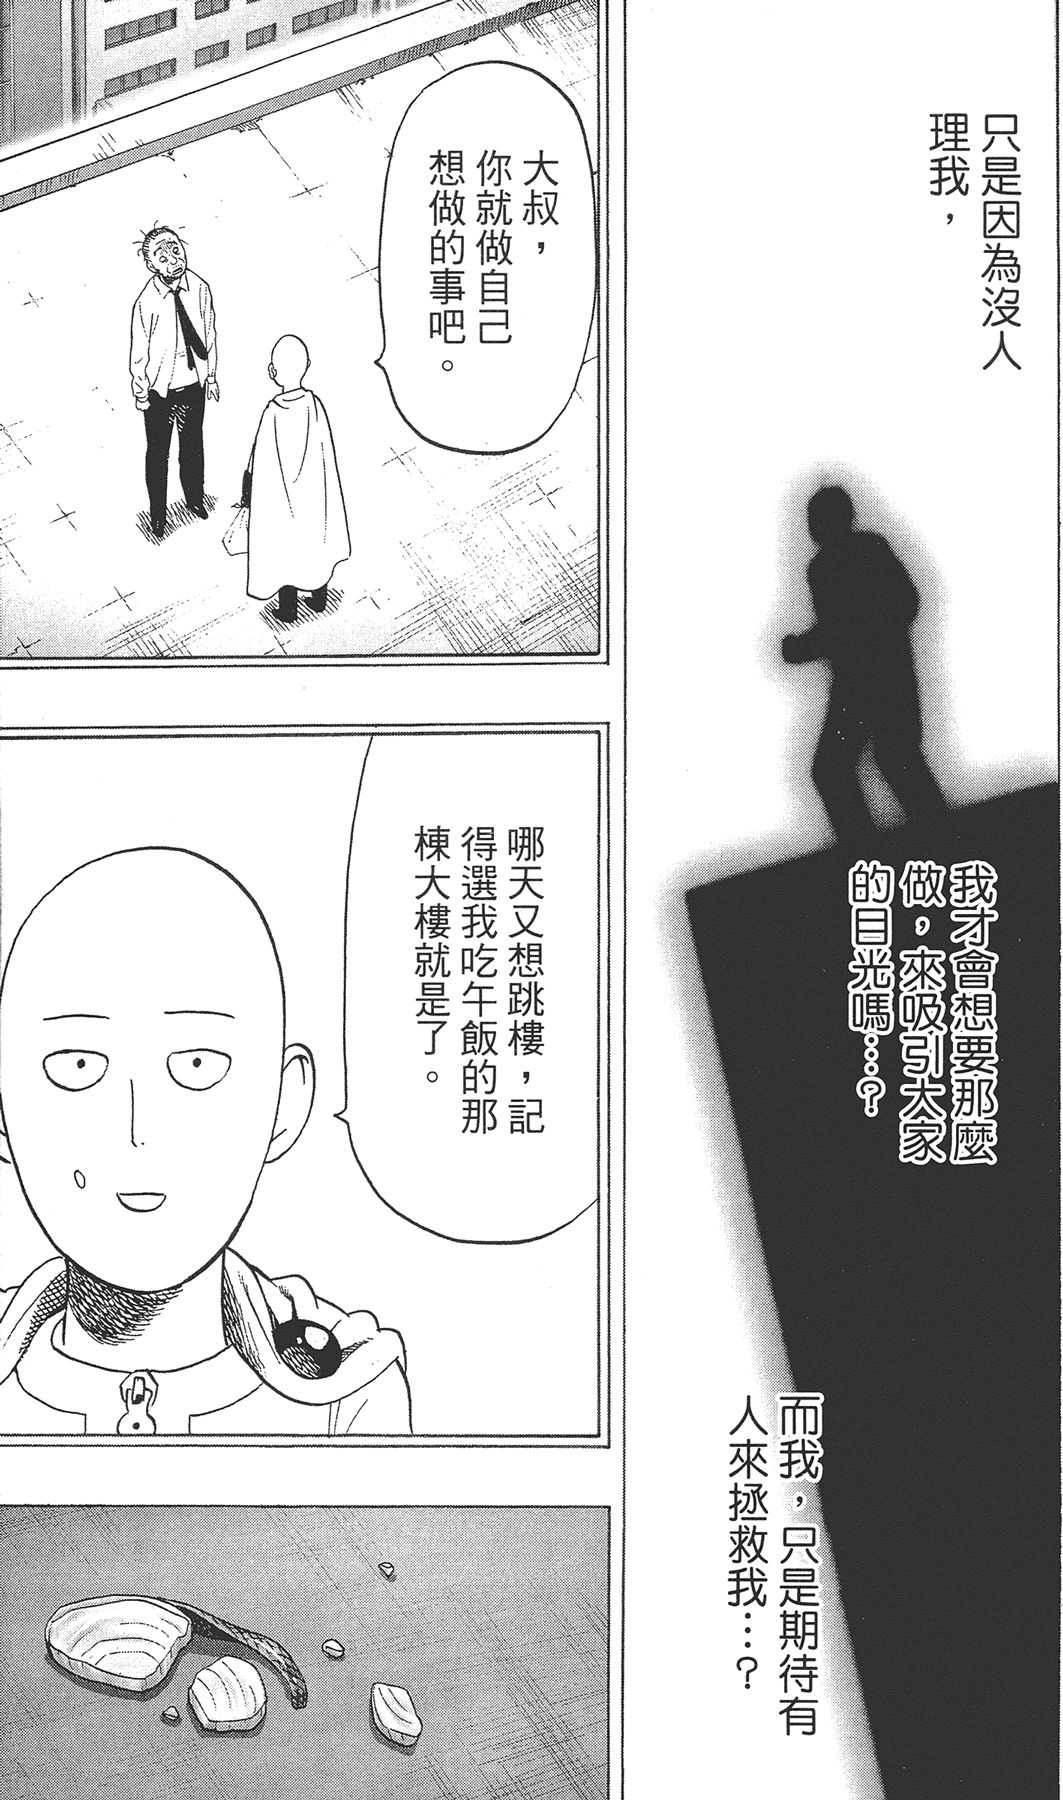 只是因為沒人
理我，
我才會想要那麼
做，來吸引大家
的目光嗎…？
而我，只是期待有
人來拯救我…？
大叔，
你就做自己
想做的事吧。
哪天又想跳樓，記
得選我吃午飯的那
棟大樓就是了。